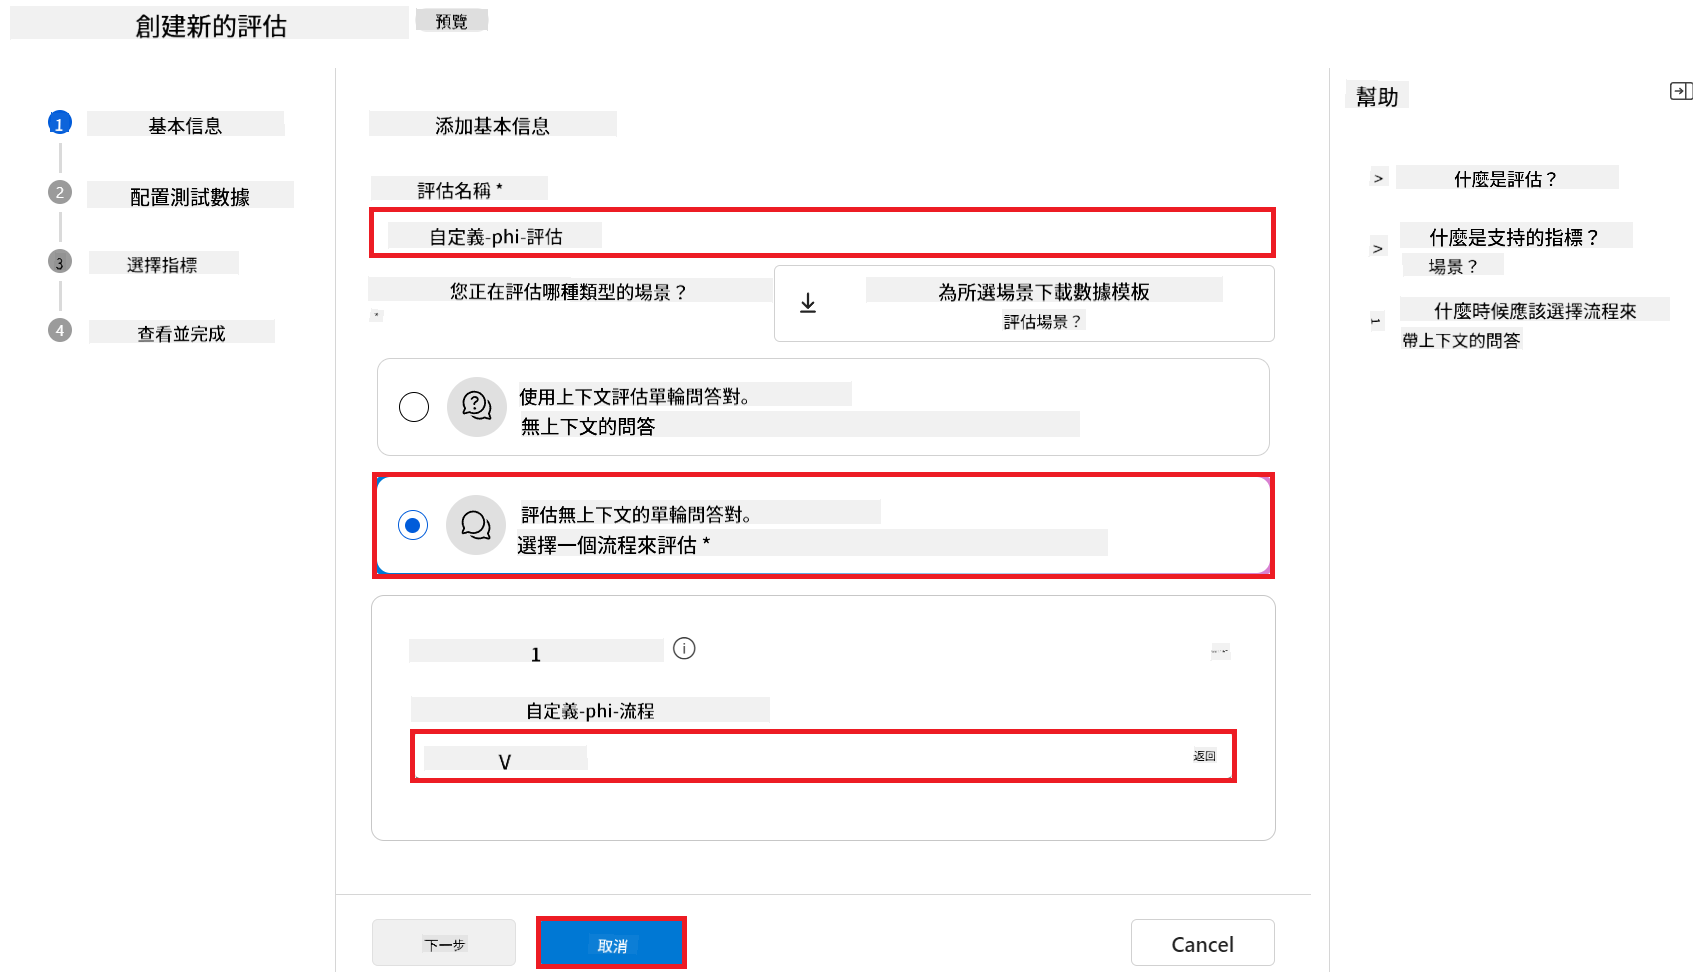 創建新的評估
預覽
1
基本信息
2
配置測試數據
3
選擇指標
4
查看並完成
添加基本信息
評估名稱 *
自定義-phi-評估
您正在評估哪種類型的場景？
*
為所選場景下載數據模板
評估場景？
使用上下文評估單輪問答對。
無上下文的問答
評估無上下文的單輪問答對。
選擇一個流程來評估 *
1
自定義-phi-流程
V
返回
下一步
取消
Cancel
幫助
> 什麼是評估？
> 什麼是支持的指標？
場景？
什麼時候應該選擇流程來
帶上下文的問答